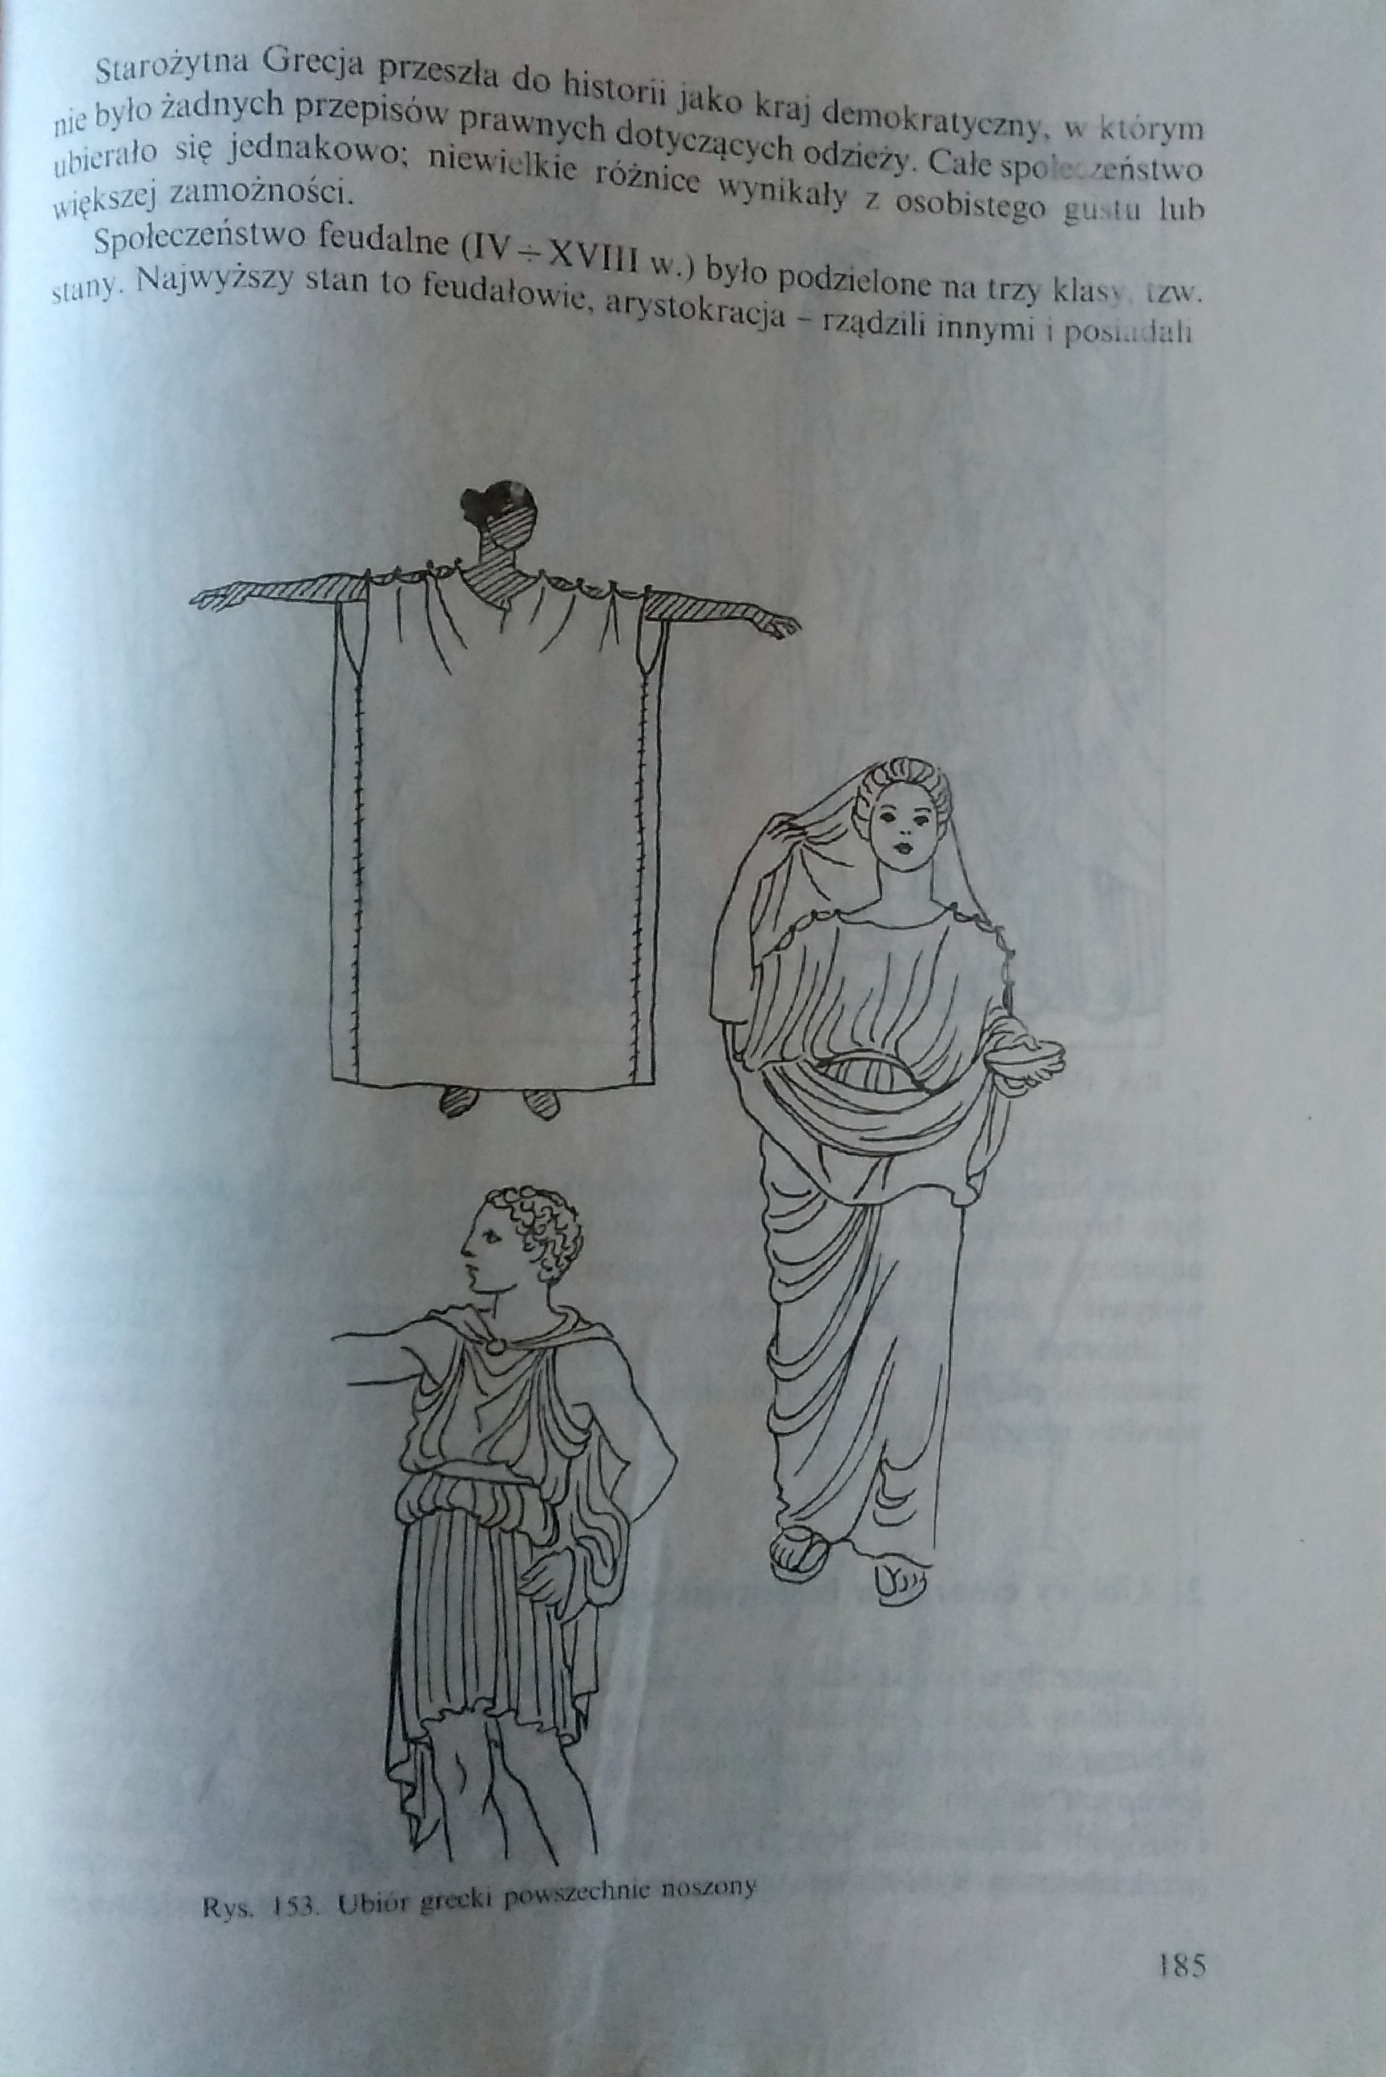 Starożytna Grecja przeszła do historii jako kraj demokratyczny, w którym
nie było żadnych przepisów prawnych dotyczących odzieży. Całe społeczeństwo
ubierało się jednakowo; niewielkie różnice wynikały z osobistego gustu lub
większej zamożności.
Społeczeństwo feudalne (IV÷XVIII w.) było podzielone na trzy klasy, tzw.
stany. Najwyższy stan to feudałowie, arystokracja – rządzili innymi i posiadali
Rys. 153. Ubiór grecki powszechnie noszony
185